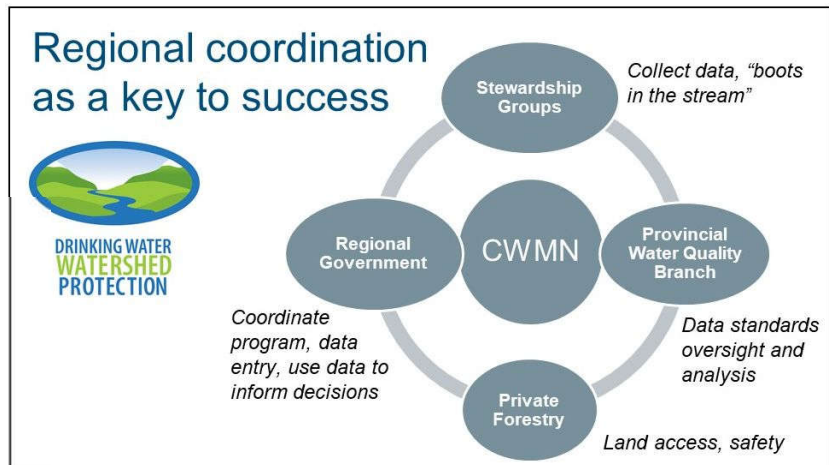 Regional coordination
as a key to success
DRINKING WATER
WATERSHED
PROTECTION
Stewardship
Groups
Collect data, “boots
in the stream”
Regional
Government
CWMN
Provincial
Water Quality
Branch
Coordinate
program, data
entry, use data to
inform decisions
Data standards
oversight and
analysis
Private
Forestry
Land access, safety